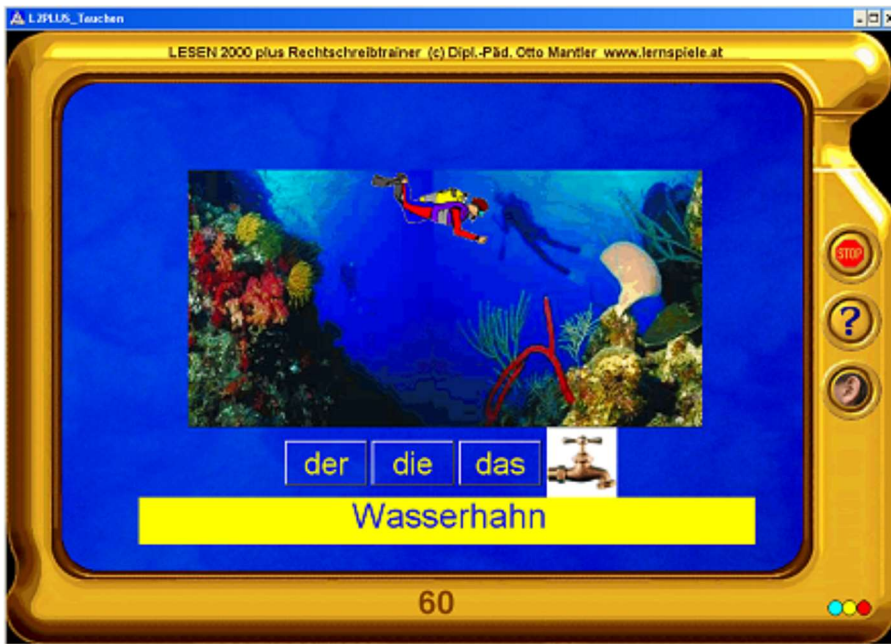 L2PLUS_Tauchen
LESEN 2000 plus Rechtschreibtrainer (c) Dipl.-Päd. Otto Mantler www.lernspiele.at
STOP
?
der die das
Wasserhahn
60